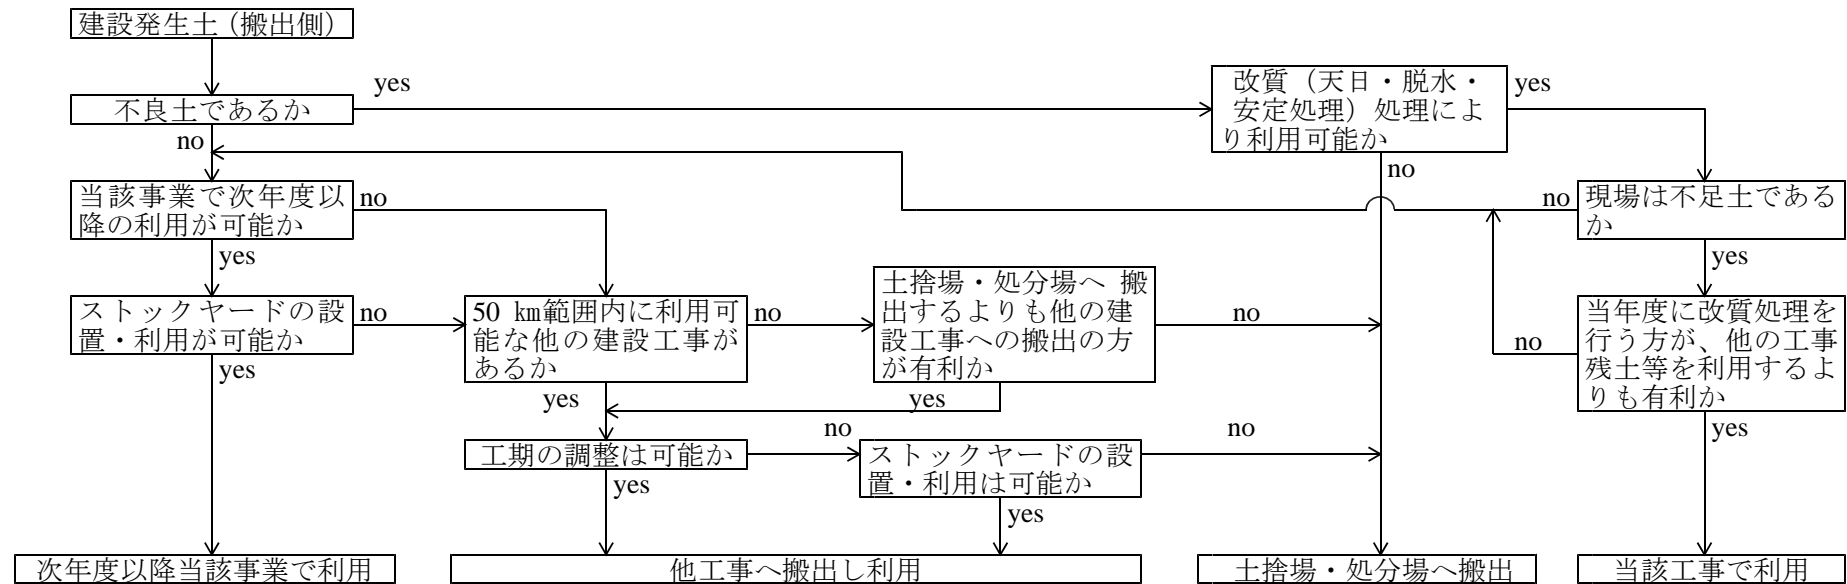 建設発生土（搬出側）
yes
不良土であるか
no
改質（天日・脱水・
安定処理）処理によ
り利用可能か
yes
no
当該事業で次年度以
降の利用が可能か
no
yes
no
現場は不足土である
か
yes
ストックヤードの設
置・利用が可能か
no
yes
50 ㎞範囲内に利用可
能な他の建設工事が
あるか
no
yes
土捨場・処分場へ 搬
出するよりも他の建
設工事への搬出の方
が有利か
no
yes
no
当年度に改質処理を
行う方が、他の工事
残土等を利用するよ
りも有利か
yes
工期の調整は可能か
no
yes
ストックヤードの設
置・利用は可能か
no
yes
次年度以降当該事業で利用
他工事へ搬出し利用
土捨場・処分場へ搬出
当該工事で利用